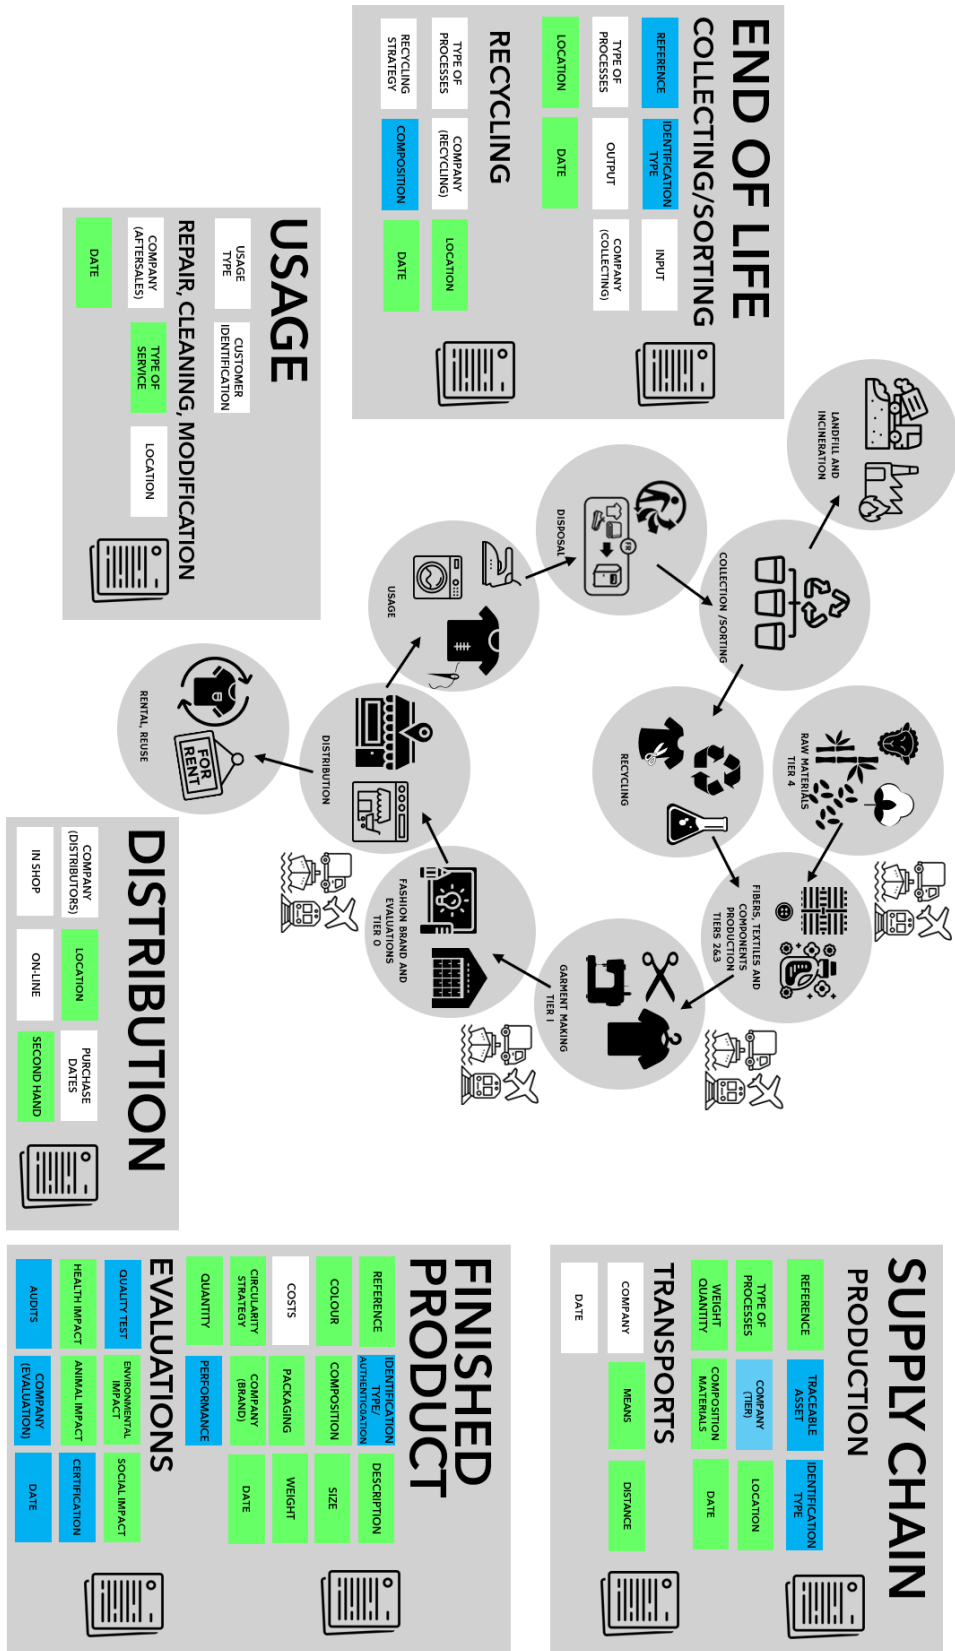 END OF LIFE
COLLECTING/SORTING
REFERENCE
IDENTIFICATION
TYPE
INPUT
TYPE OF
PROCESSES
OUTPUT
COMPANY
(COLLECTING)
LOCATION
DATE
RECYCLING
TYPE OF
PROCESSES
COMPANY
(RECYCLING)
LOCATION
RECYCLING
STRATEGY
COMPOSITION
DATE
USAGE
USAGE
TYPE
CUSTOMER
IDENTIFICATION
REPAIR, CLEANING, MODIFICATION
COMPANY
(AFTERSALES)
TYPE OF
SERVICE
LOCATION
DATE
LANDFILL AND
INCINERATION
COLLECTION /SORTING
DISPOSAL
FR
USAGE
RAW MATERIALS
TIER 4
RECYCLING
FIBERS, TEXTILES AND
COMPONENTS
PRODUCTION
TIERS 2&3
GARMENT MAKING
TIER 1
FASHION BRAND AND
EVALUATIONS
TIER 0
DISTRIBUTION
RENTAL, REUSE
FOR
RENT
DISTRIBUTION
COMPANY
(DISTRIBUTORS)
LOCATION
PURCHASE
DATES
IN SHOP
ON-LINE
SECOND HAND
SUPPLY CHAIN
PRODUCTION
REFERENCE
TRACEABLE
ASSET
IDENTIFICATION
TYPE
TYPE OF
PROCESSES
COMPANY
(TIER)
LOCATION
WEIGHT
QUANTITY
COMPOSITION
MATERIALS
DATE
TRANSPORTS
COMPANY
MEANS
DISTANCE
DATE
FINISHED
PRODUCT
REFERENCE
IDENTIFICATION
TYPE/
AUTHENTICATION
DESCRIPTION
COLOUR
COMPOSITION
SIZE
COSTS
PACKAGING
WEIGHT
CIRCULARITY
STRATEGY
COMPANY
(BRAND)
DATE
QUANTITY
PERFORMANCE
EVALUATIONS
QUALITY TEST
ENVIRONMENTAL
IMPACT
SOCIAL IMPACT
HEALTH IMPACT
ANIMAL IMPACT
CERTIFICATION
AUDITS
COMPANY
(EVALUATION)
DATE